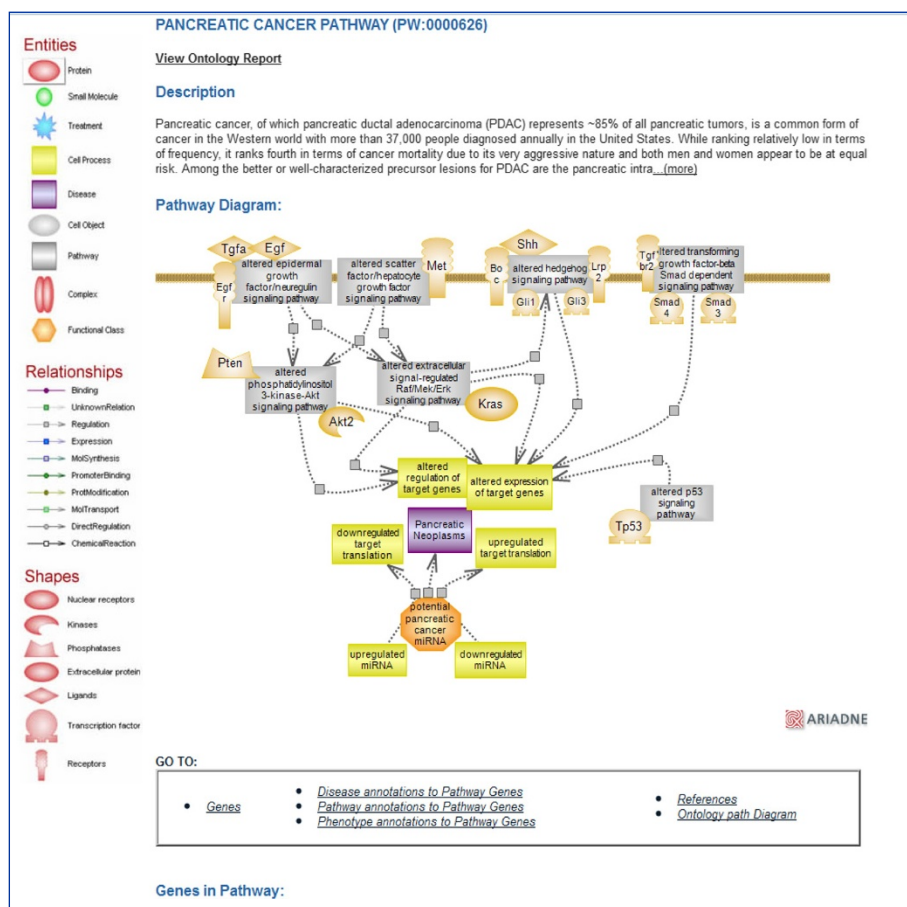 PANCREATIC CANCER PATHWAY (PW:0000626)
View Ontology Report
Description
Pancreatic cancer, of which pancreatic ductal adenocarcinoma (PDAC) represents ~85% of all pancreatic tumors, is a common form of
cancer in the Western world with more than 37,000 people diagnosed annually in the United States. While ranking relatively low in terms
of frequency, it ranks fourth in terms of cancer mortality due to its very aggressive nature and both men and women appear to be at equal
risk. Among the better or well-characterized precursor lesions for PDAC are the pancreatic intra...(more)
Entities
Protein
Small Molecule
Treatment
Cell Process
Disease
Cell Object
Pathway
Complex
Functional Class
Relationships
Binding
UnknownRelation
Regulation
Expression
MolSynthesis
PromoterBinding
ProtModification
MolTransport
DirectRegulation
ChemicalReaction
Shapes
Nuclear receptors
Kinases
Phosphatases
Extracellular protein
Ligands
Transcription factor
Receptors
Pathway Diagram:
Tgfa
Egf
Egf
r
altered epidermal
growth
factor/neuregulin
signaling pathway
altered scatter
factor/hepatocyte
growth factor
signaling pathway
Met
Shh
Bo
c
altered hedgehog
signaling pathway
Lrp
2
Gli1
Gli3
Tgf
br2
altered transforming
growth factor-beta
Smad dependent
signaling pathway
Smad
4
Smad
3
Pten
altered
phosphatidylinositol
3-kinase-Akt
signaling pathway
Akt2
altered extracellular
signal-regulated
Raf/Mek/Erk
signaling pathway
Kras
altered
regulation of
target genes
altered expression
of target genes
altered p53
signaling
pathway
Tp53
downregulated
target
translation
Pancreatic
Neoplasms
upregulated
target translation
potential
pancreatic
cancer
miRNA
upregulated
miRNA
downregulated
miRNA
ARIADNE
GO TO:
Genes
Disease annotations to Pathway Genes
Pathway annotations to Pathway Genes
Phenotype annotations to Pathway Genes
References
Ontology path Diagram
Genes in Pathway: